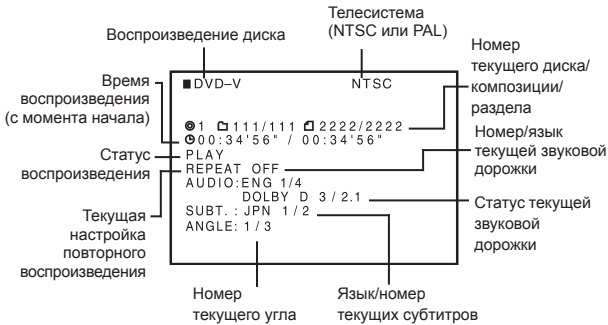 Воспроизведение диска
Телесистема
(NTSC или PAL)
Номер
текущего диска/
композиции/
раздела
Время
воспроизведения
(с момента начала)
Статус
воспроизведения
Текущая
настройка
повторного
воспроизведения
DVD–V NTSC
1 111/111 2222/2222
00:34'56" / 00:34'56"
PLAY
REPEAT OFF
AUDIO:ENG 1/4
DOLBY D 3/2.1
SUBT. : JPN 1/2
ANGLE: 1/3
Номер/язык
текущей звуковой
дорожки
Статус текущей
звуковой
дорожки
Номер
текущего угла
Язык/номер
текущих субтитров